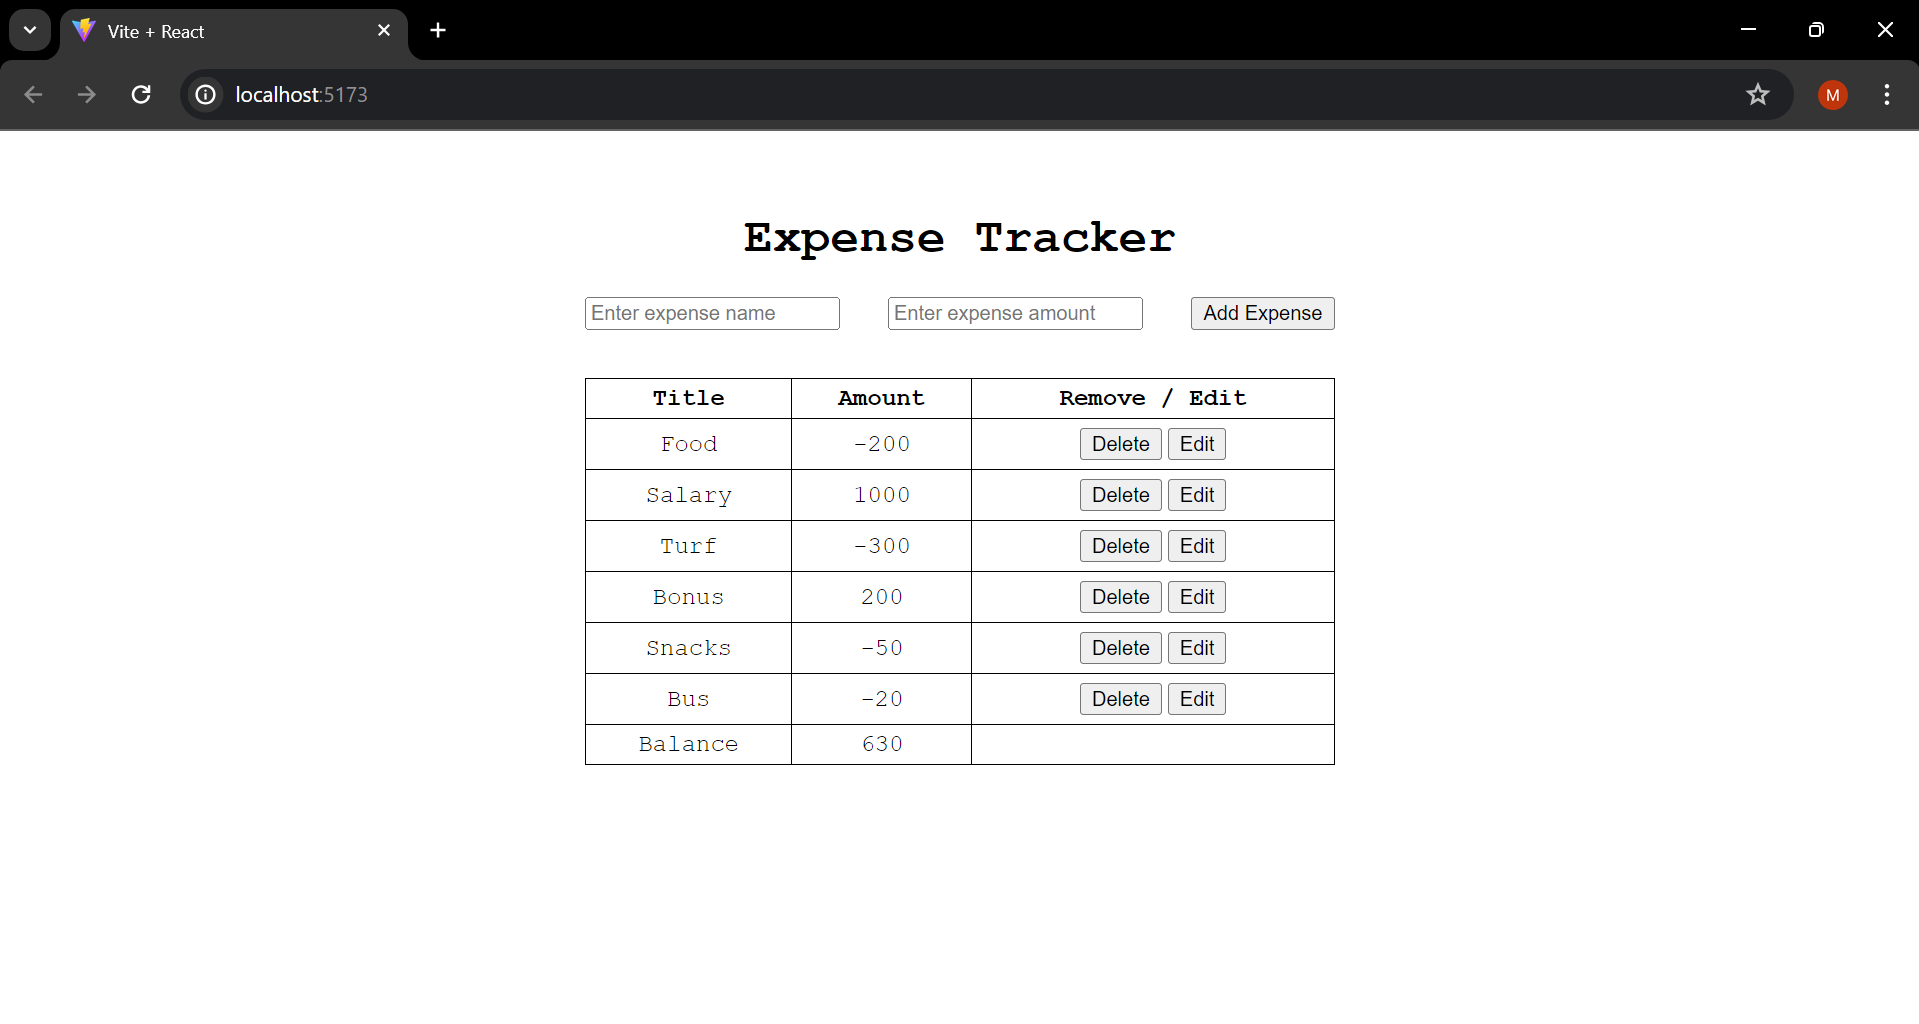 Vite + React
localhost:5173
M
Expense Tracker
Enter expense name Enter expense amount Add Expense
Title Amount Remove / Edit
Food -200 Delete Edit
Salary 1000 Delete Edit
Turf -300 Delete Edit
Bonus 200 Delete Edit
Snacks -50 Delete Edit
Bus -20 Delete Edit
Balance 630